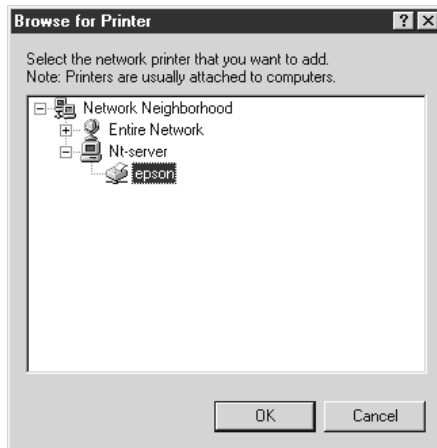 Browse for Printer
Select the network printer that you want to add.
Note: Printers are usually attached to computers.
Network Neighborhood
Entire Network
Nt-server
epson
OK
Cancel